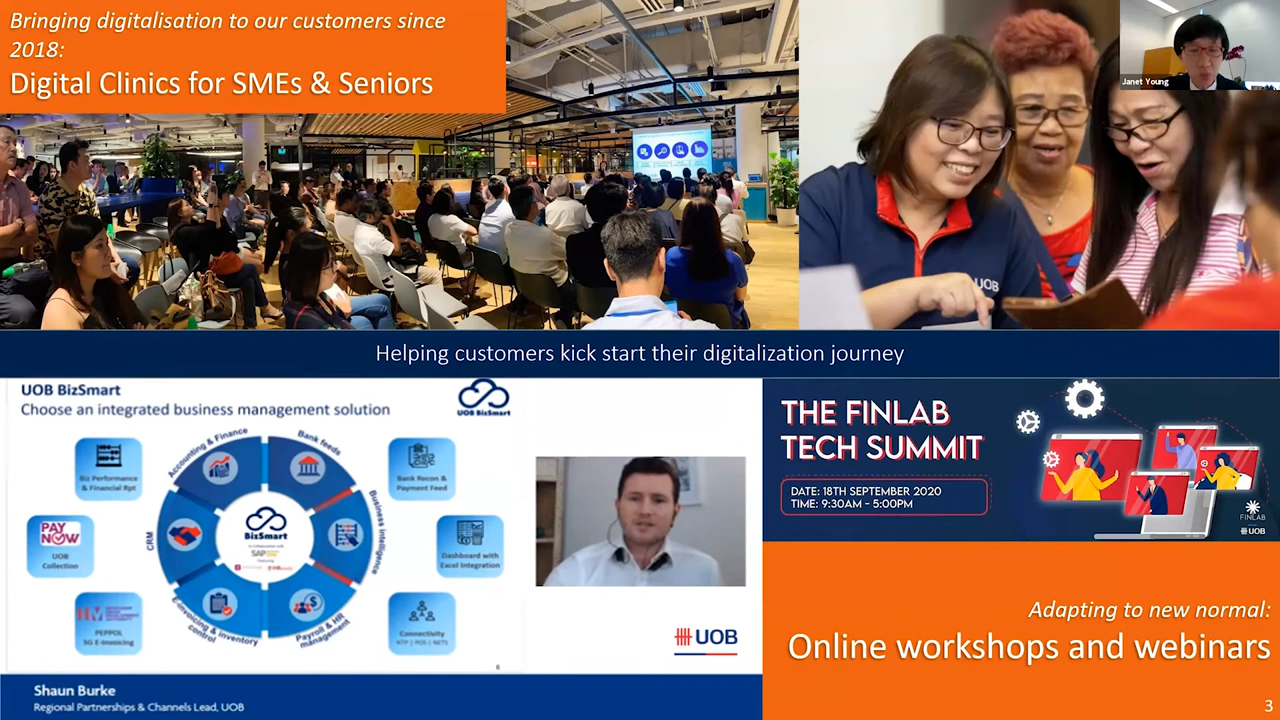 Bringing digitalisation to our customers since
2018:
Digital Clinics for SMEs & Seniors
Janet Young
UOB
Helping customers kick start their digitalization journey
UOB BizSmart
Choose an integrated business management solution
UOB BizSmart
Accounting & Finance
Bank feeds
Business intelligence
Payroll & HR
management
E-invoicing & inventory
control
CRM
Biz Performance
& Financial Rpt
Bank Recon &
Payment Feed
PAY
NOW
UOB
Collection
Dashboard with
Excel Integration
PEPPOL
SG E-Invoicing
Connectivity
BizSmart
SAP
UOB
6
Shaun Burke
Regional Partnerships & Channels Lead, UOB
THE FINLAB
TECH SUMMIT
DATE: 18TH SEPTEMBER 2020
TIME: 9:30AM - 5:00PM
FINLAB
UOB
Adapting to new normal:
Online workshops and webinars
3